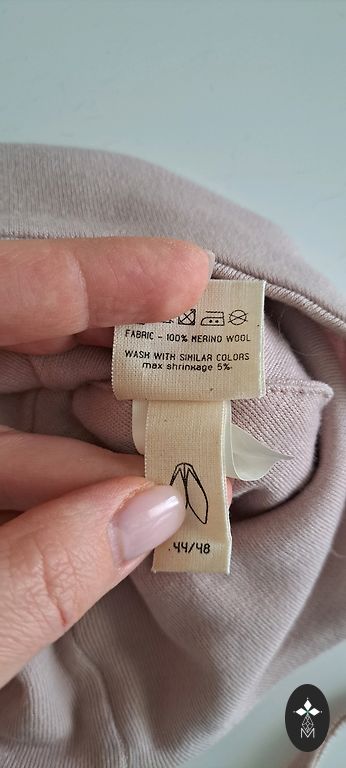 FABRIC - 100% MERINO WOOL
WASH WITH SIMILAR COLORS
max shrinkage 5%.
.44/48
M